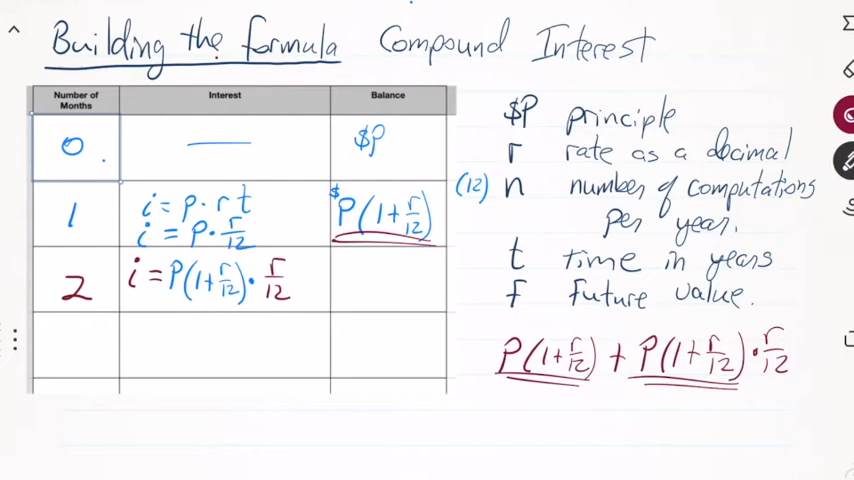 Building the formula Compound Interest
Number of Months Interest Balance
0. — $P
1 i = p · r t
i = P · r/12 $P(1+r/12)
2 i = P(1+r/12) · r/12
$P principle
r rate as a decimal
(12) n number of computations
per year.
t time in years
f future value.
P(1+r/12) + P(1+r/12) · r/12